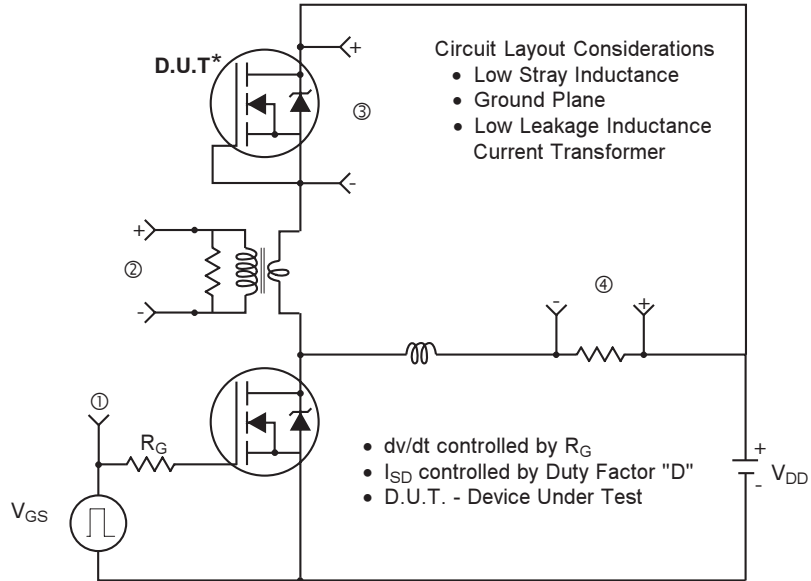 D.U.T*
+
③
-
Circuit Layout Considerations
• Low Stray Inductance
• Ground Plane
• Low Leakage Inductance
Current Transformer
+
②
-
④
-
+
①
RG
VGS
• dv/dt controlled by RG
• ISD controlled by Duty Factor "D"
• D.U.T. - Device Under Test
+
VDD
-